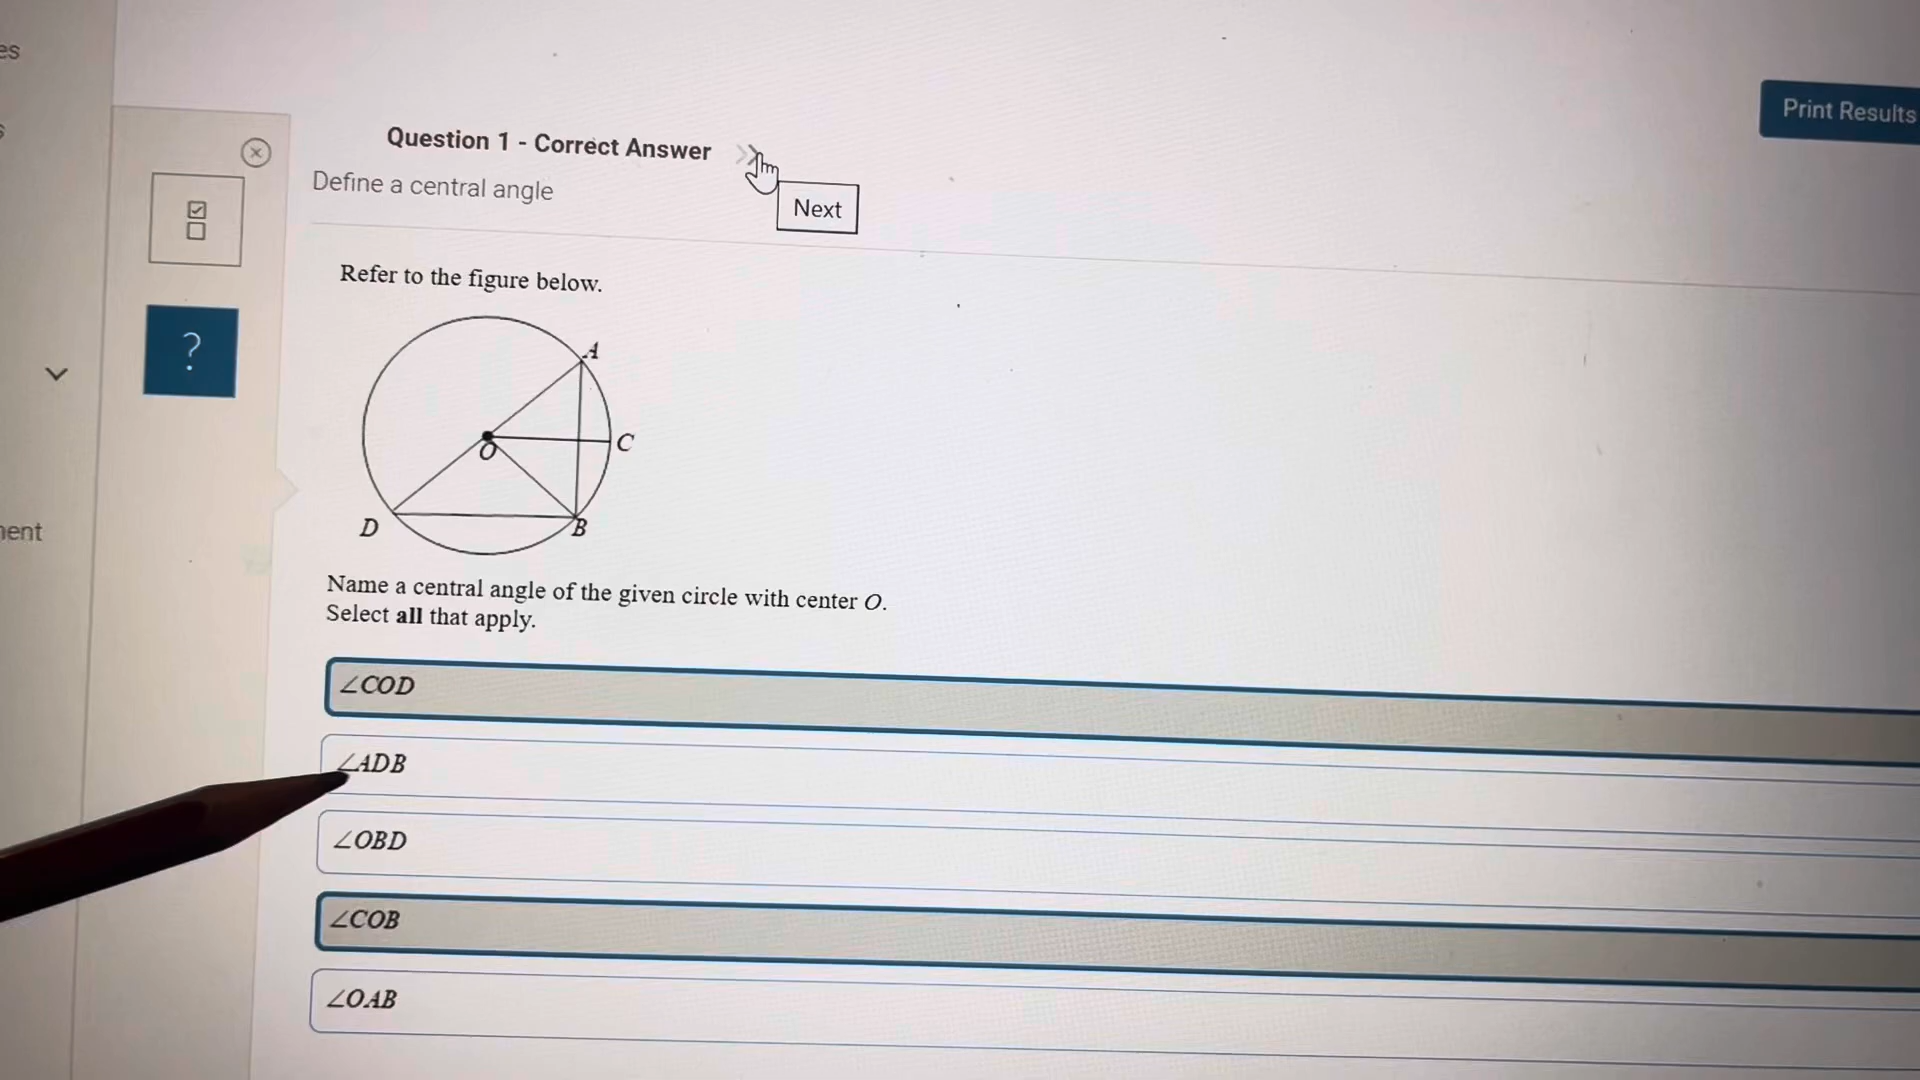 es
s
Print Results
Question 1 - Correct Answer
Next
Define a central angle
?
Refer to the figure below.
A
O
C
D
B
ment
Name a central angle of the given circle with center O.
Select all that apply.
∠COD
∠ADB
∠OBD
∠COB
∠OAB